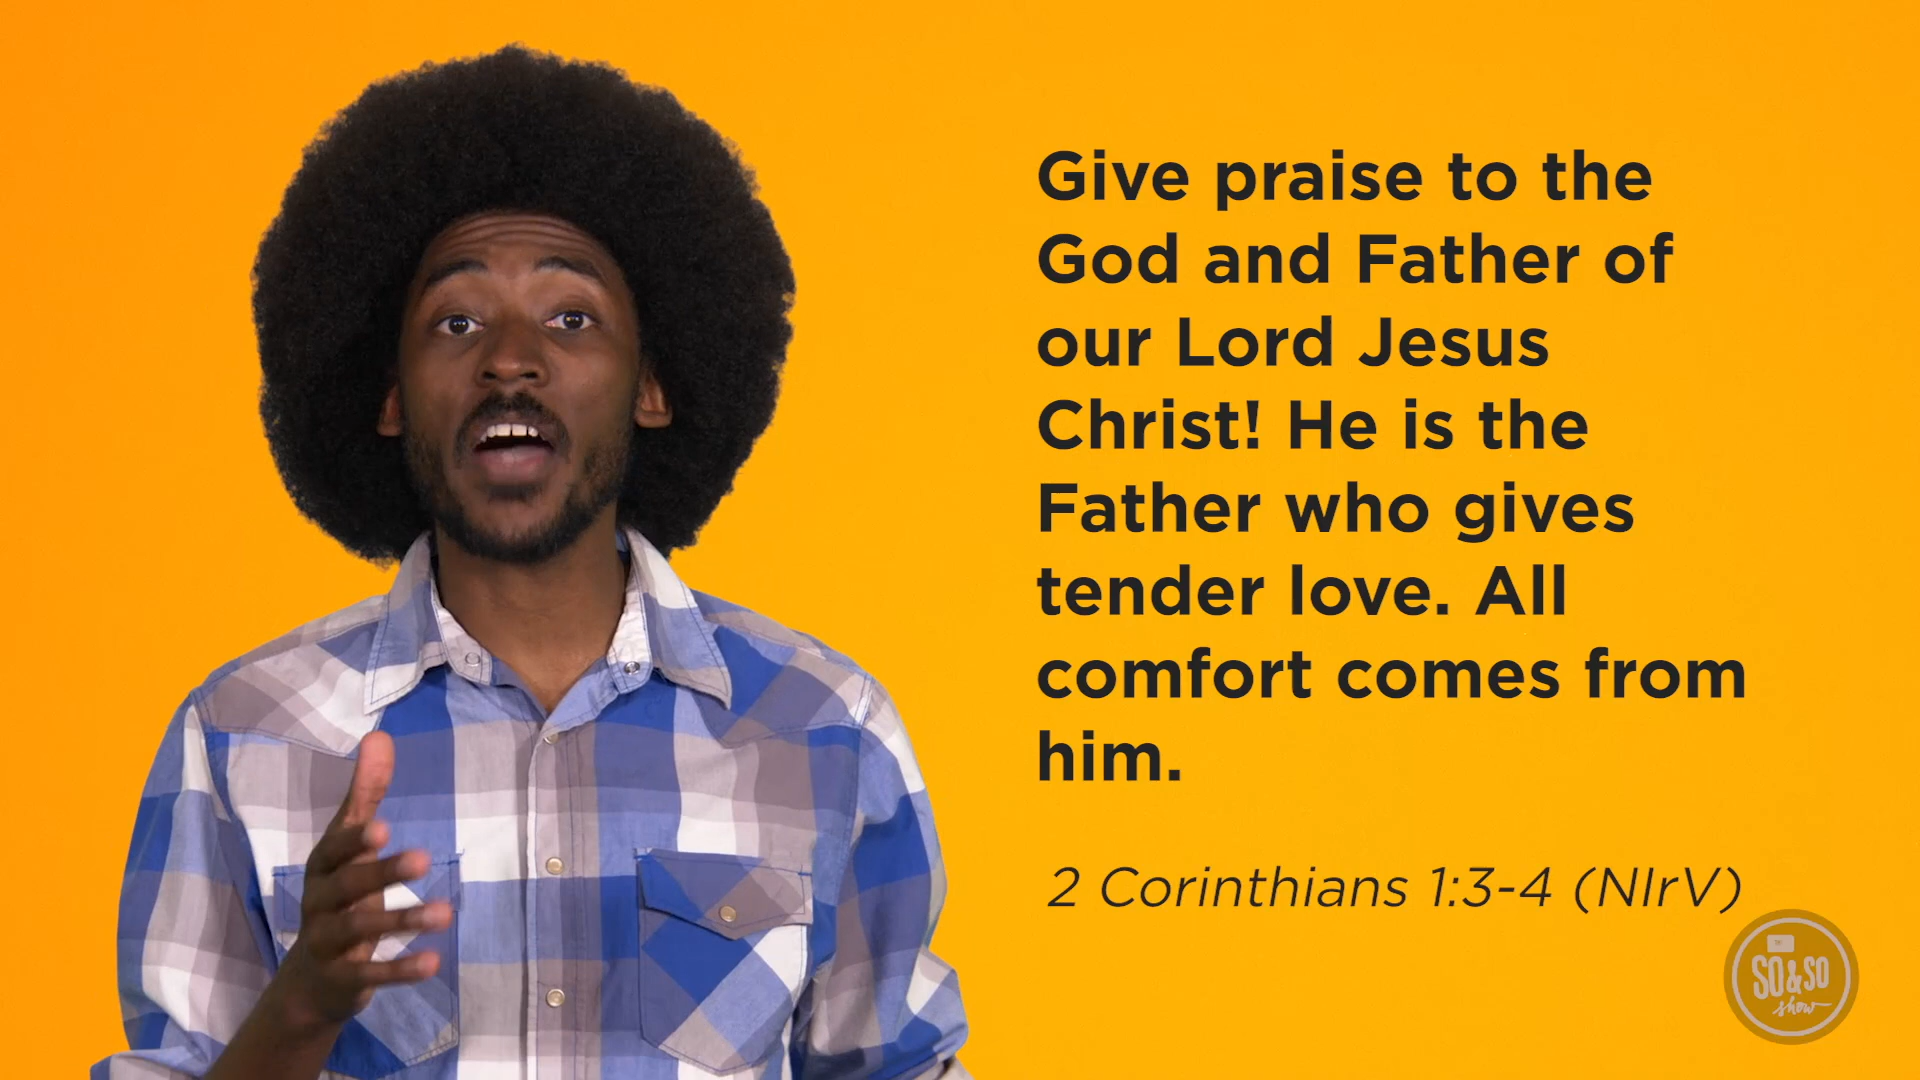 Give praise to the
God and Father of
our Lord Jesus
Christ! He is the
Father who gives
tender love. All
comfort comes from
him.
2 Corinthians 1:3-4 (NIrV)
SO & SO
show